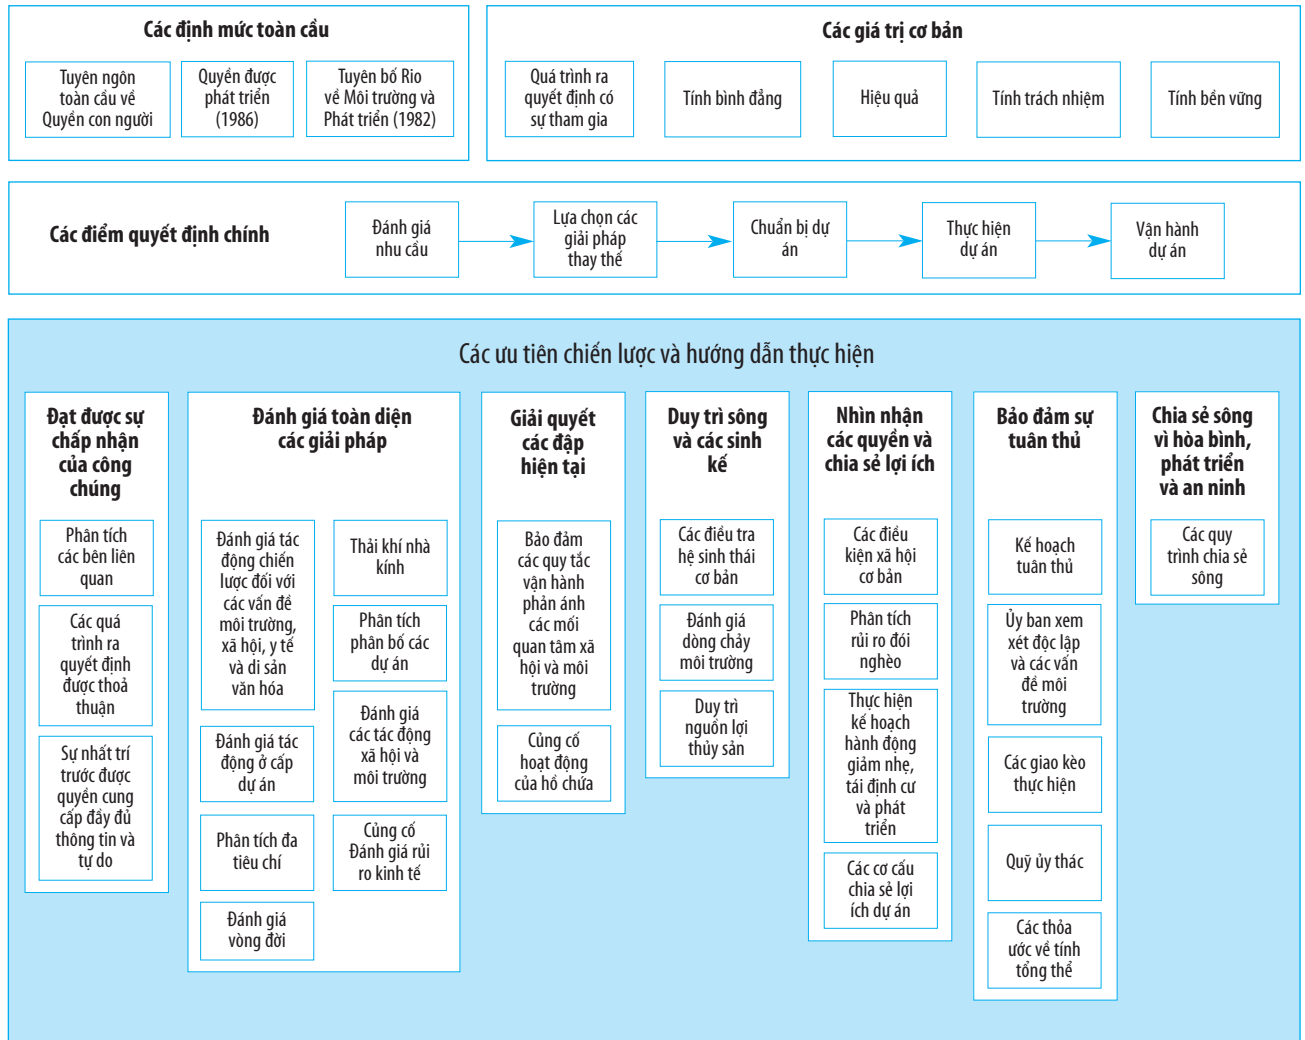 Các định mức toàn cầu
Tuyên ngôn
toàn cầu về
Quyền con người
Quyền được
phát triển
(1986)
Tuyên bố Rio
về Môi trường và
Phát triển (1982)
Các giá trị cơ bản
Quá trình ra
quyết định có
sự tham gia
Tính bình đẳng
Hiệu quả
Tính trách nhiệm
Tính bền vững
Các điểm quyết định chính
Đánh giá
nhu cầu
Lựa chọn các
giải pháp
thay thế
Chuẩn bị dự
án
Thực hiện
dự án
Vận hành
dự án
Các ưu tiên chiến lược và hướng dẫn thực hiện
Đạt được sự
chấp nhận
của công
chúng
Phân tích
các bên liên
quan
Các quá
trình ra
quyết định
được thoả
thuận
Sự nhất trí
trước được
quyền cung
cấp đầy đủ
thông tin và
tự do
Đánh giá toàn diện
các giải pháp
Đánh giá tác
động chiến
lược đối với
các vấn đề
môi trường,
xã hội, y tế
và di sản
văn hóa
Đánh giá tác
động ở cấp
dự án
Phân tích đa
tiêu chí
Đánh giá
vòng đời
Thải khí nhà
kính
Phân tích
phân bố các
dự án
Đánh giá
các tác động
xã hội và
môi trường
Củng cố
Đánh giá rủi
ro kinh tế
Giải quyết
các đập
hiện tại
Bảo đảm
các quy tắc
vận hành
phản ánh
các mối
quan tâm xã
hội và môi
trường
Củng cố
hoạt động
của hồ chứa
Duy trì sông
và các sinh
kế
Các điều tra
hệ sinh thái
cơ bản
Đánh giá
dòng chảy
môi trường
Duy trì
nguồn lợi
thủy sản
Nhìn nhận
các quyền và
chia sẻ lợi ích
Các điều
kiện xã hội
cơ bản
Phân tích
rủi ro đói
nghèo
Thực hiện
kế hoạch
hành động
giảm nhẹ,
tái định cư
và phát
triển
Các cơ cấu
chia sẻ lợi
ích dự án
Bảo đảm sự
tuân thủ
Kế hoạch
tuân thủ
Ủy ban xem
xét độc lập
và các vấn
đề môi
trường
Các giao kèo
thực hiện
Quỹ ủy thác
Các thỏa
ước về tính
tổng thể
Chia sẻ sông
vì hòa bình,
phát triển
và an ninh
Các quy
trình chia sẻ
sông